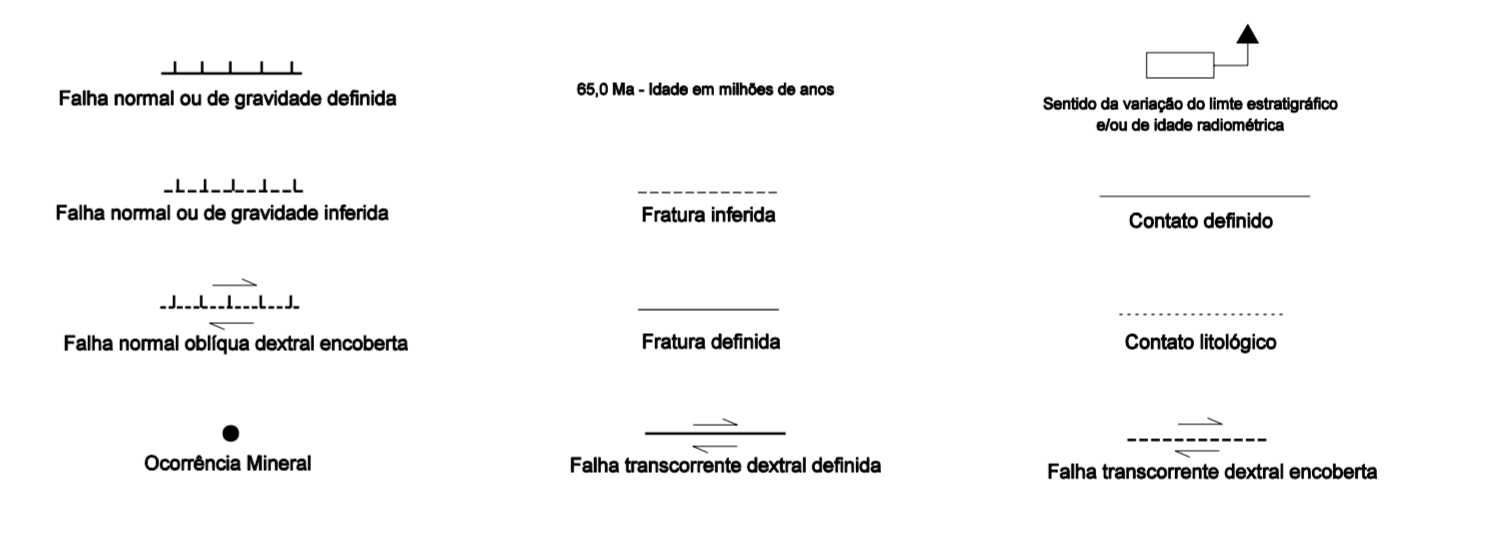 Falha normal ou de gravidade definida
65,0 Ma - Idade em milhões de anos
Sentido da variação do limte estratigráfico
e/ou de idade radiométrica
Falha normal ou de gravidade inferida
Fratura inferida
Contato definido
Falha normal oblíqua dextral encoberta
Fratura definida
Contato litológico
Ocorrência Mineral
Falha transcorrente dextral definida
Falha transcorrente dextral encoberta